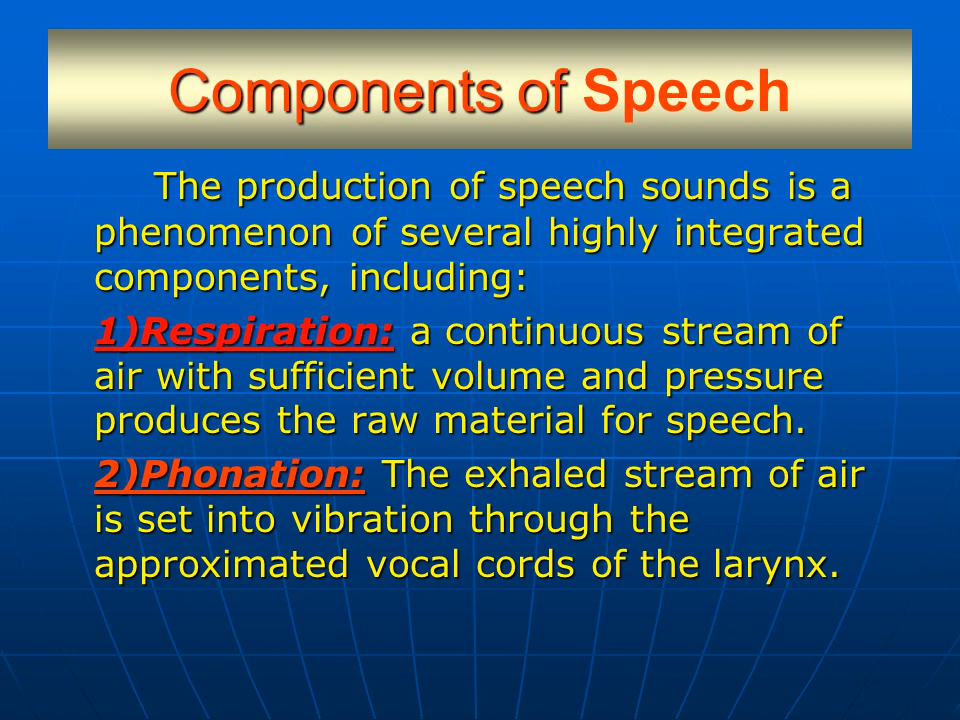 Components of Speech
The production of speech sounds is a
phenomenon of several highly integrated
components, including:
1)Respiration: a continuous stream of
air with sufficient volume and pressure
produces the raw material for speech.
2)Phonation: The exhaled stream of air
is set into vibration through the
approximated vocal cords of the larynx.